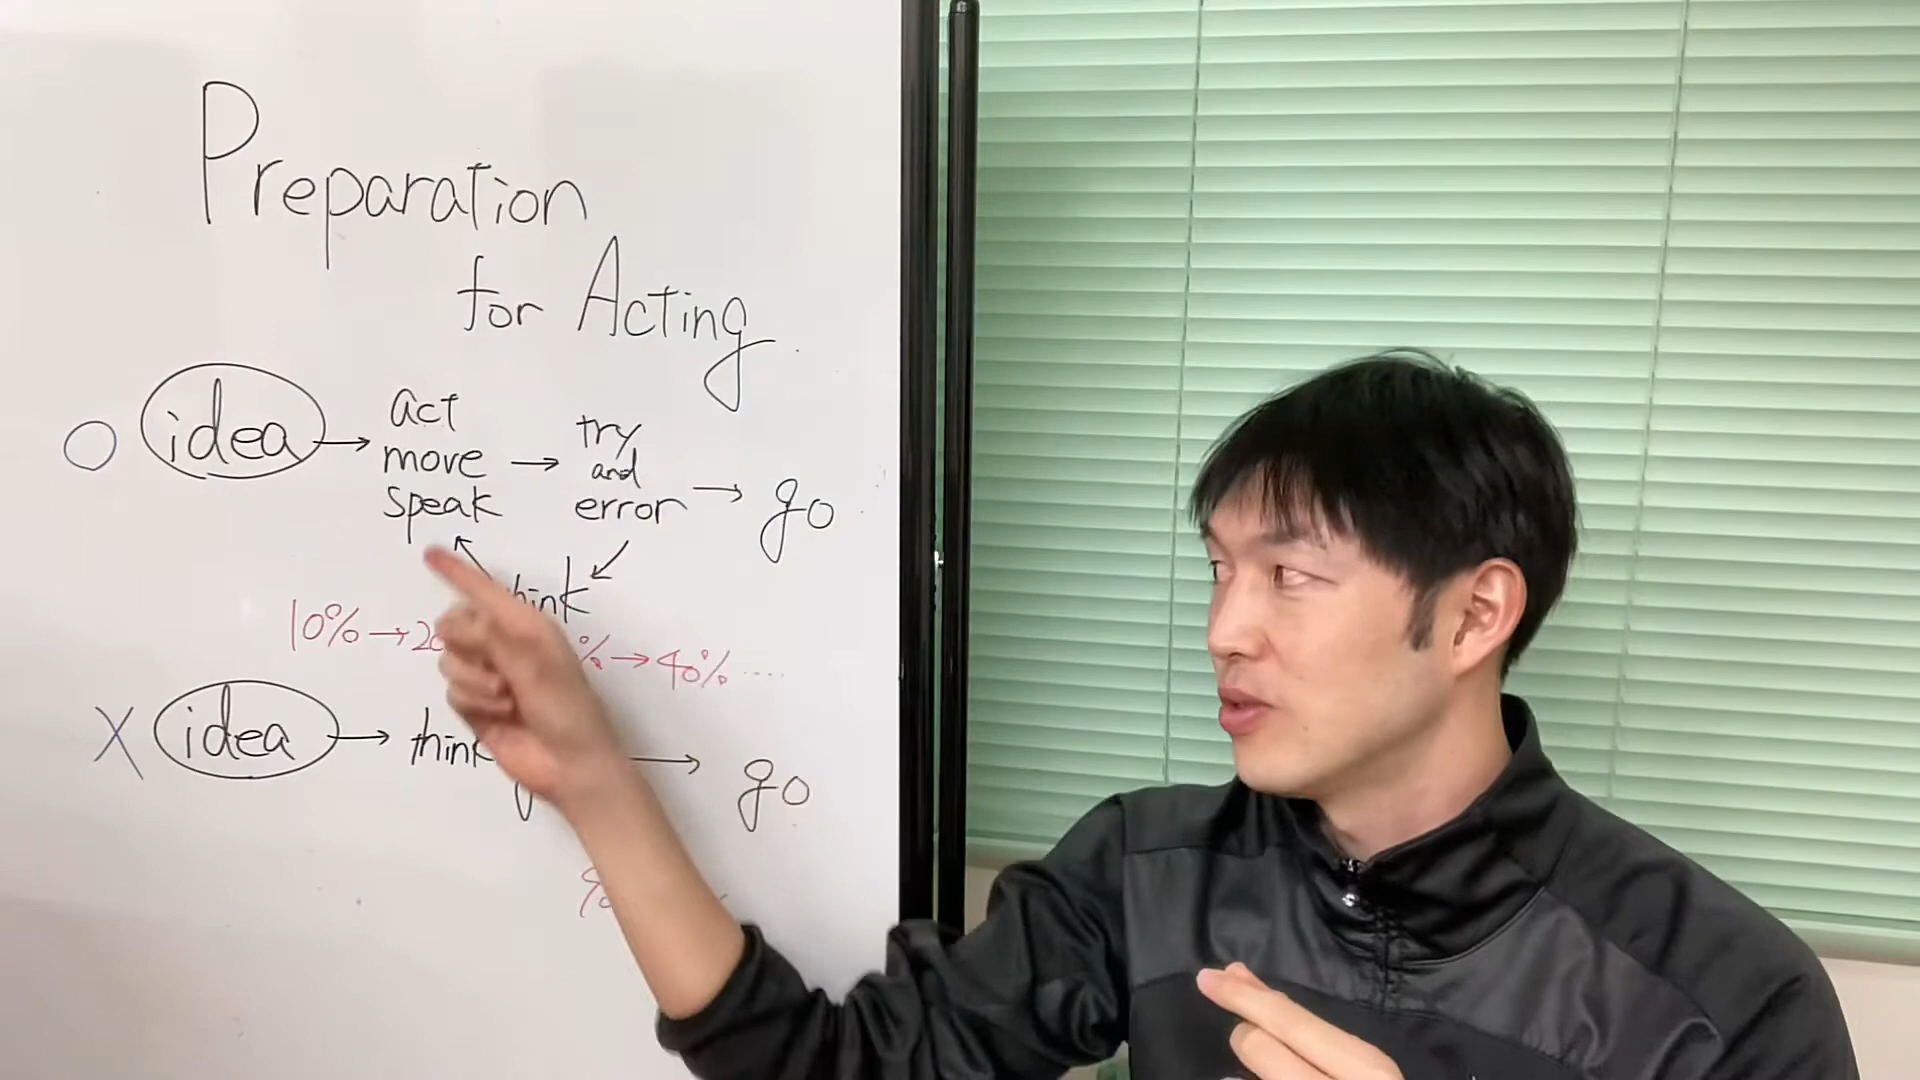 Preparation
for Acting
○ idea → act move speak → try and error → go
think
10% → 20 % → 40% ....
X idea → think → go